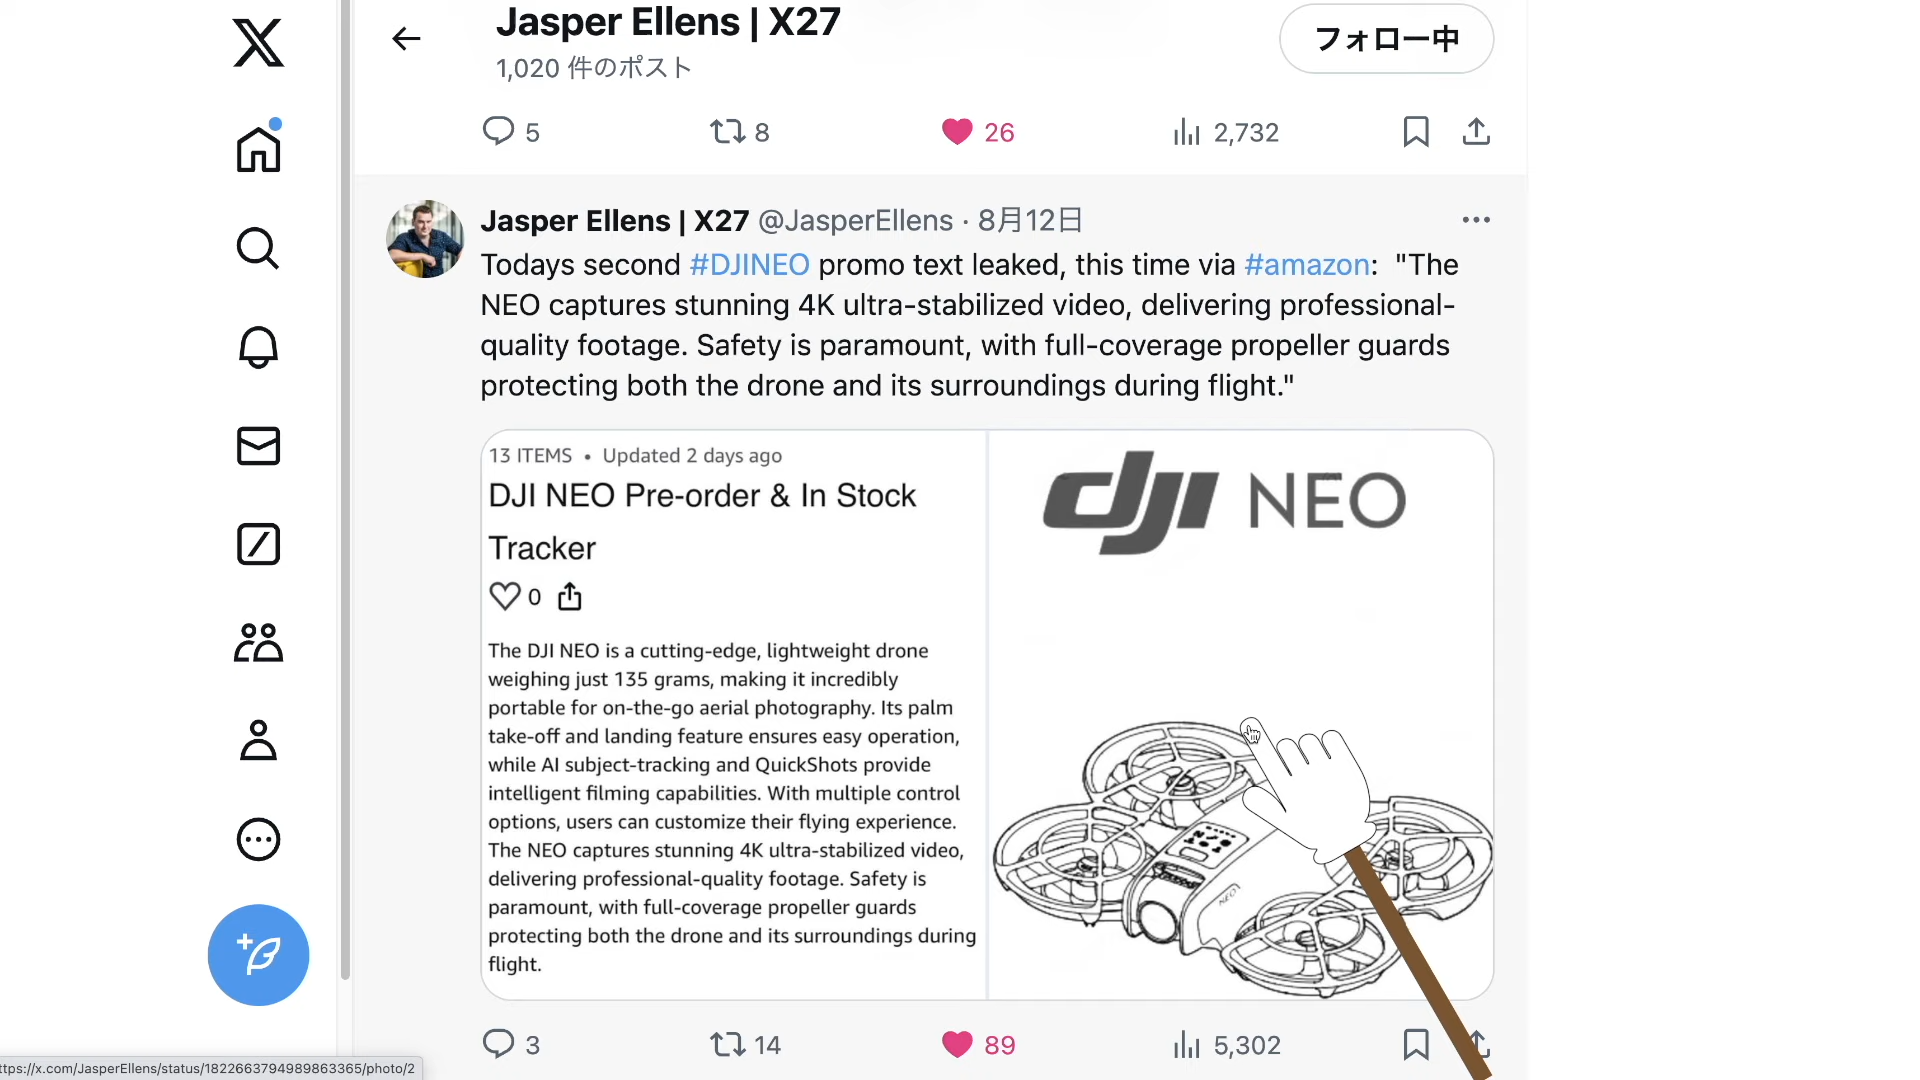 Jasper Ellens | X27
1,020 件のポスト
フォロー中
5
8
26
2,732
Jasper Ellens | X27 @JasperEllens · 8月12日
Todays second #DJINEO promo text leaked, this time via #amazon:  "The
NEO captures stunning 4K ultra-stabilized video, delivering professional-
quality footage. Safety is paramount, with full-coverage propeller guards
protecting both the drone and its surroundings during flight."
13 ITEMS • Updated 2 days ago
DJI NEO Pre-order & In Stock
Tracker
0
The DJI NEO is a cutting-edge, lightweight drone
weighing just 135 grams, making it incredibly
portable for on-the-go aerial photography. Its palm
take-off and landing feature ensures easy operation,
while AI subject-tracking and QuickShots provide
intelligent filming capabilities. With multiple control
options, users can customize their flying experience.
The NEO captures stunning 4K ultra-stabilized video,
delivering professional-quality footage. Safety is
paramount, with full-coverage propeller guards
protecting both the drone and its surroundings during
flight.
dji NEO
NEO
3
14
89
5,302
ttps://x.com/JasperEllens/status/1822663794989863365/photo/2